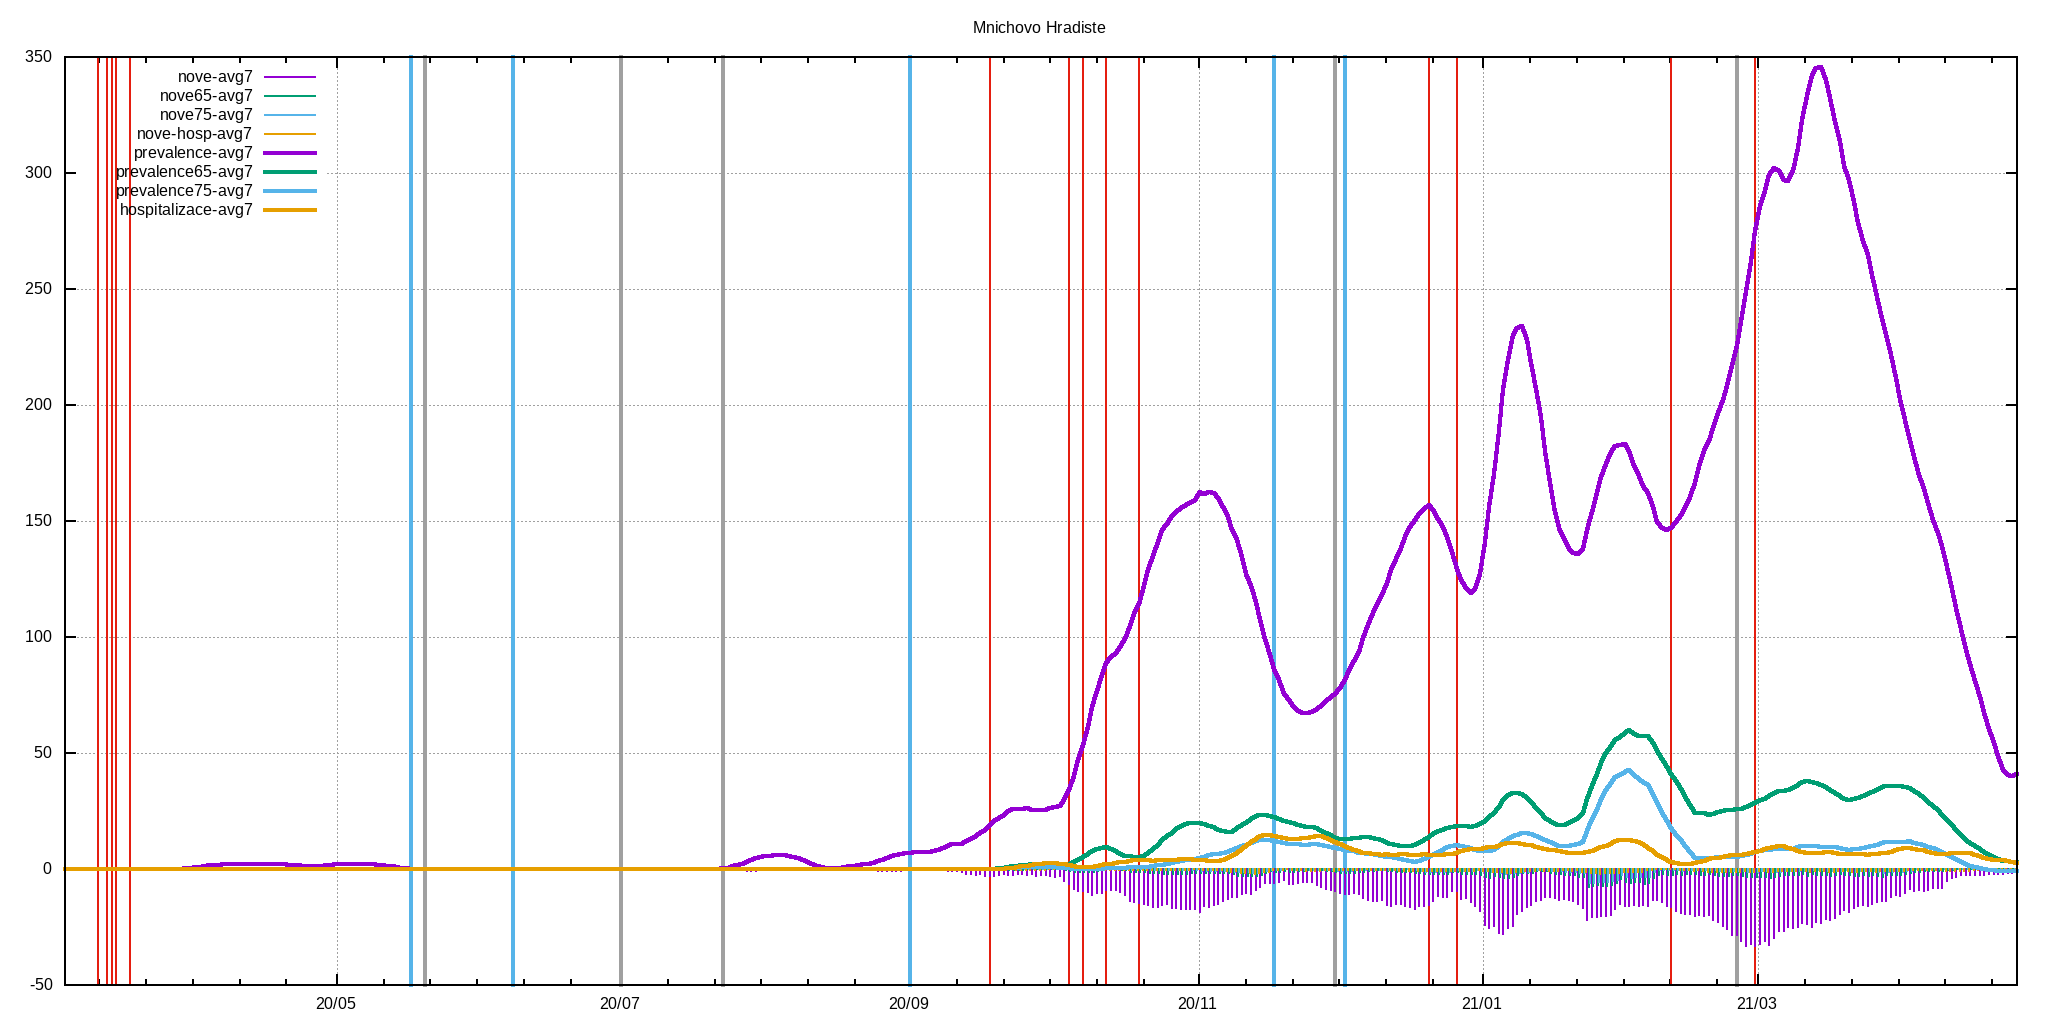 Mnichovo Hradiste
350
nove-avg7
nove65-avg7
nove75-avg7
nove-hosp-avg7
prevalence-avg7
prevalence65-avg7
prevalence75-avg7
hospitalizace-avg7
300
250
200
150
100
50
0
-50
20/05 20/07 20/09 20/11 21/01 21/03